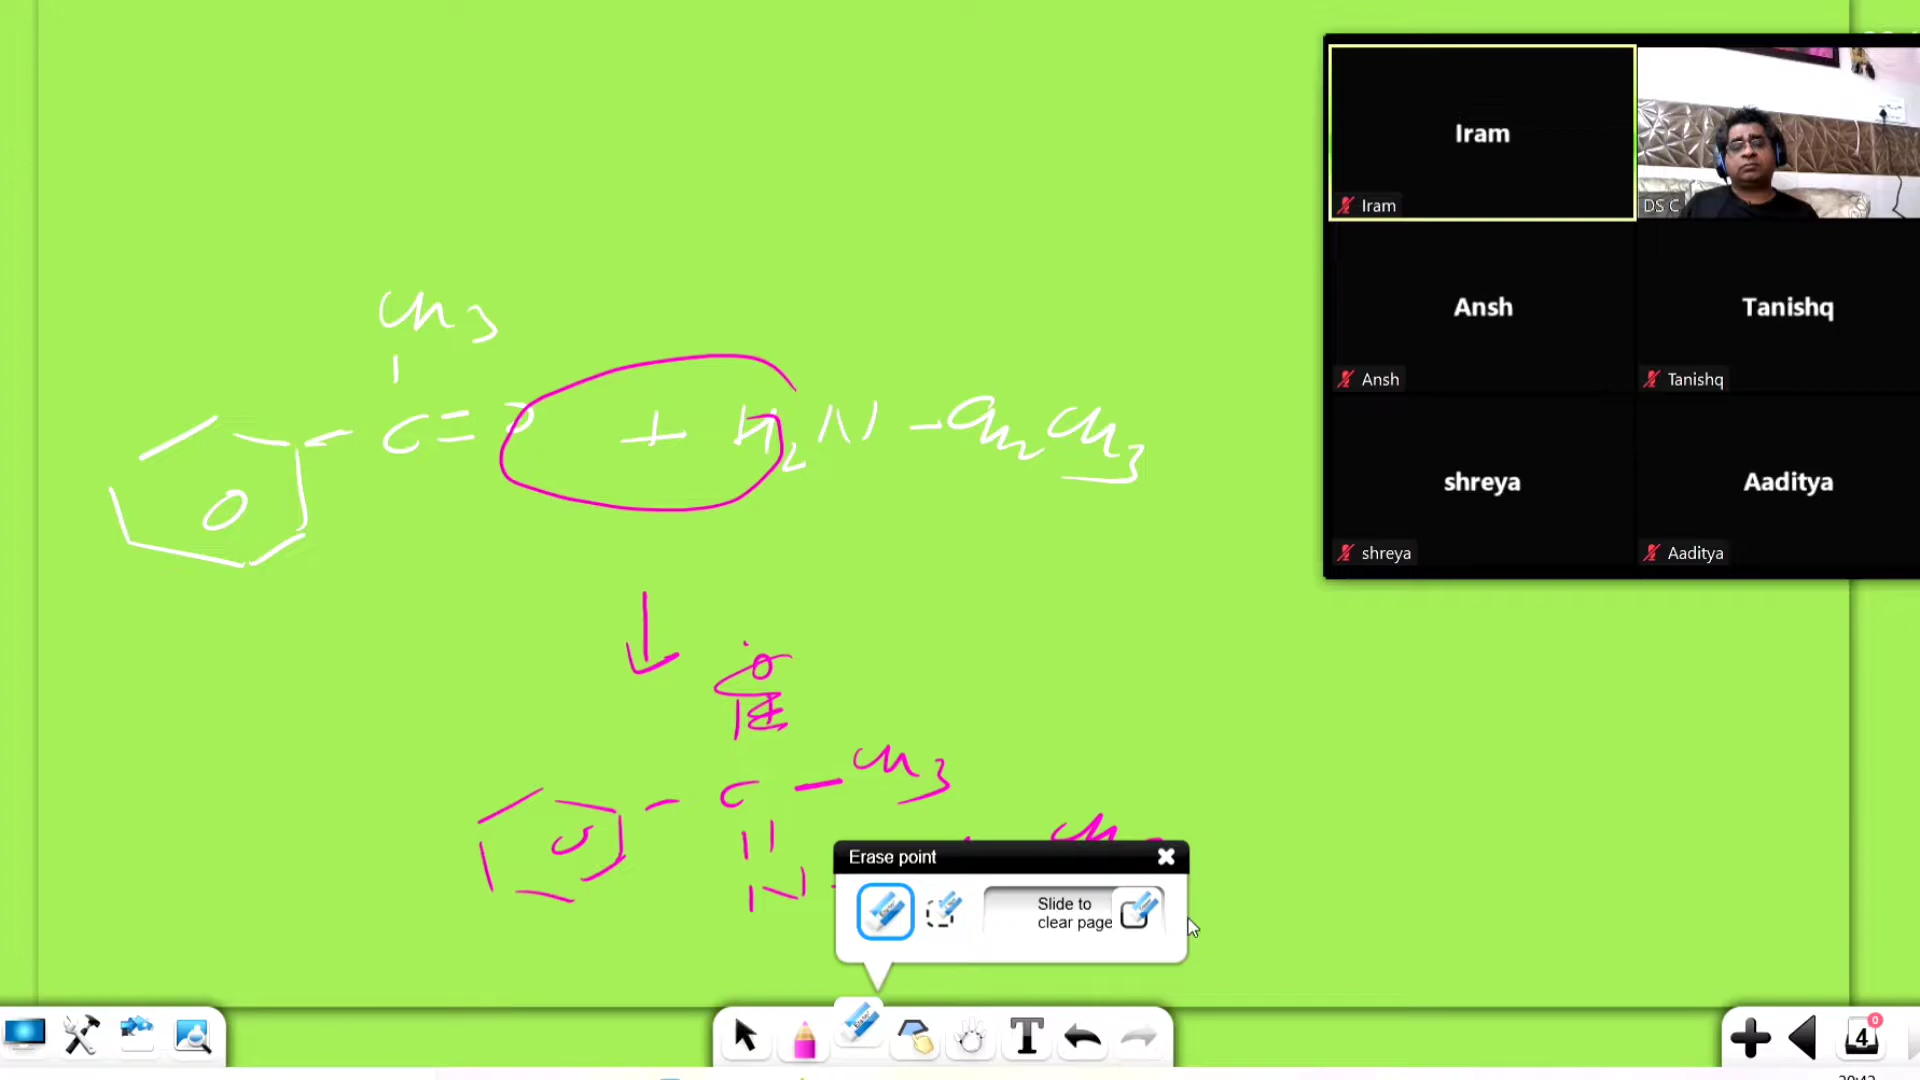 Iram
Iram
DS C
Ansh
Tanishq
Ansh
Tanishq
shreya
Aaditya
shreya
Aaditya
CH3
C=O + H2N-CH2CH3
C-CH3
N
Erase point
Slide to
clear page
T
4
0